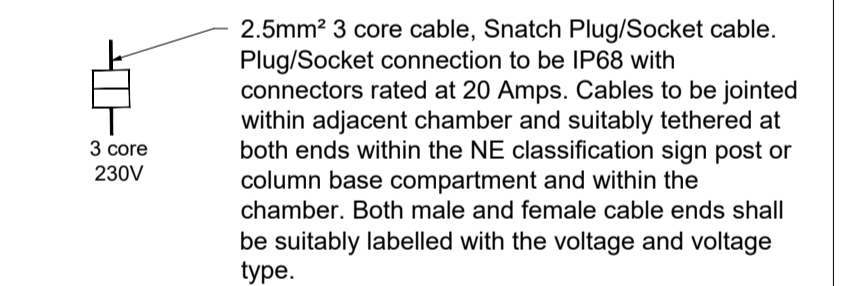 2.5mm² 3 core cable, Snatch Plug/Socket cable.
Plug/Socket connection to be IP68 with
connectors rated at 20 Amps. Cables to be jointed
within adjacent chamber and suitably tethered at
both ends within the NE classification sign post or
column base compartment and within the
chamber. Both male and female cable ends shall
be suitably labelled with the voltage and voltage
type.
3 core
230V